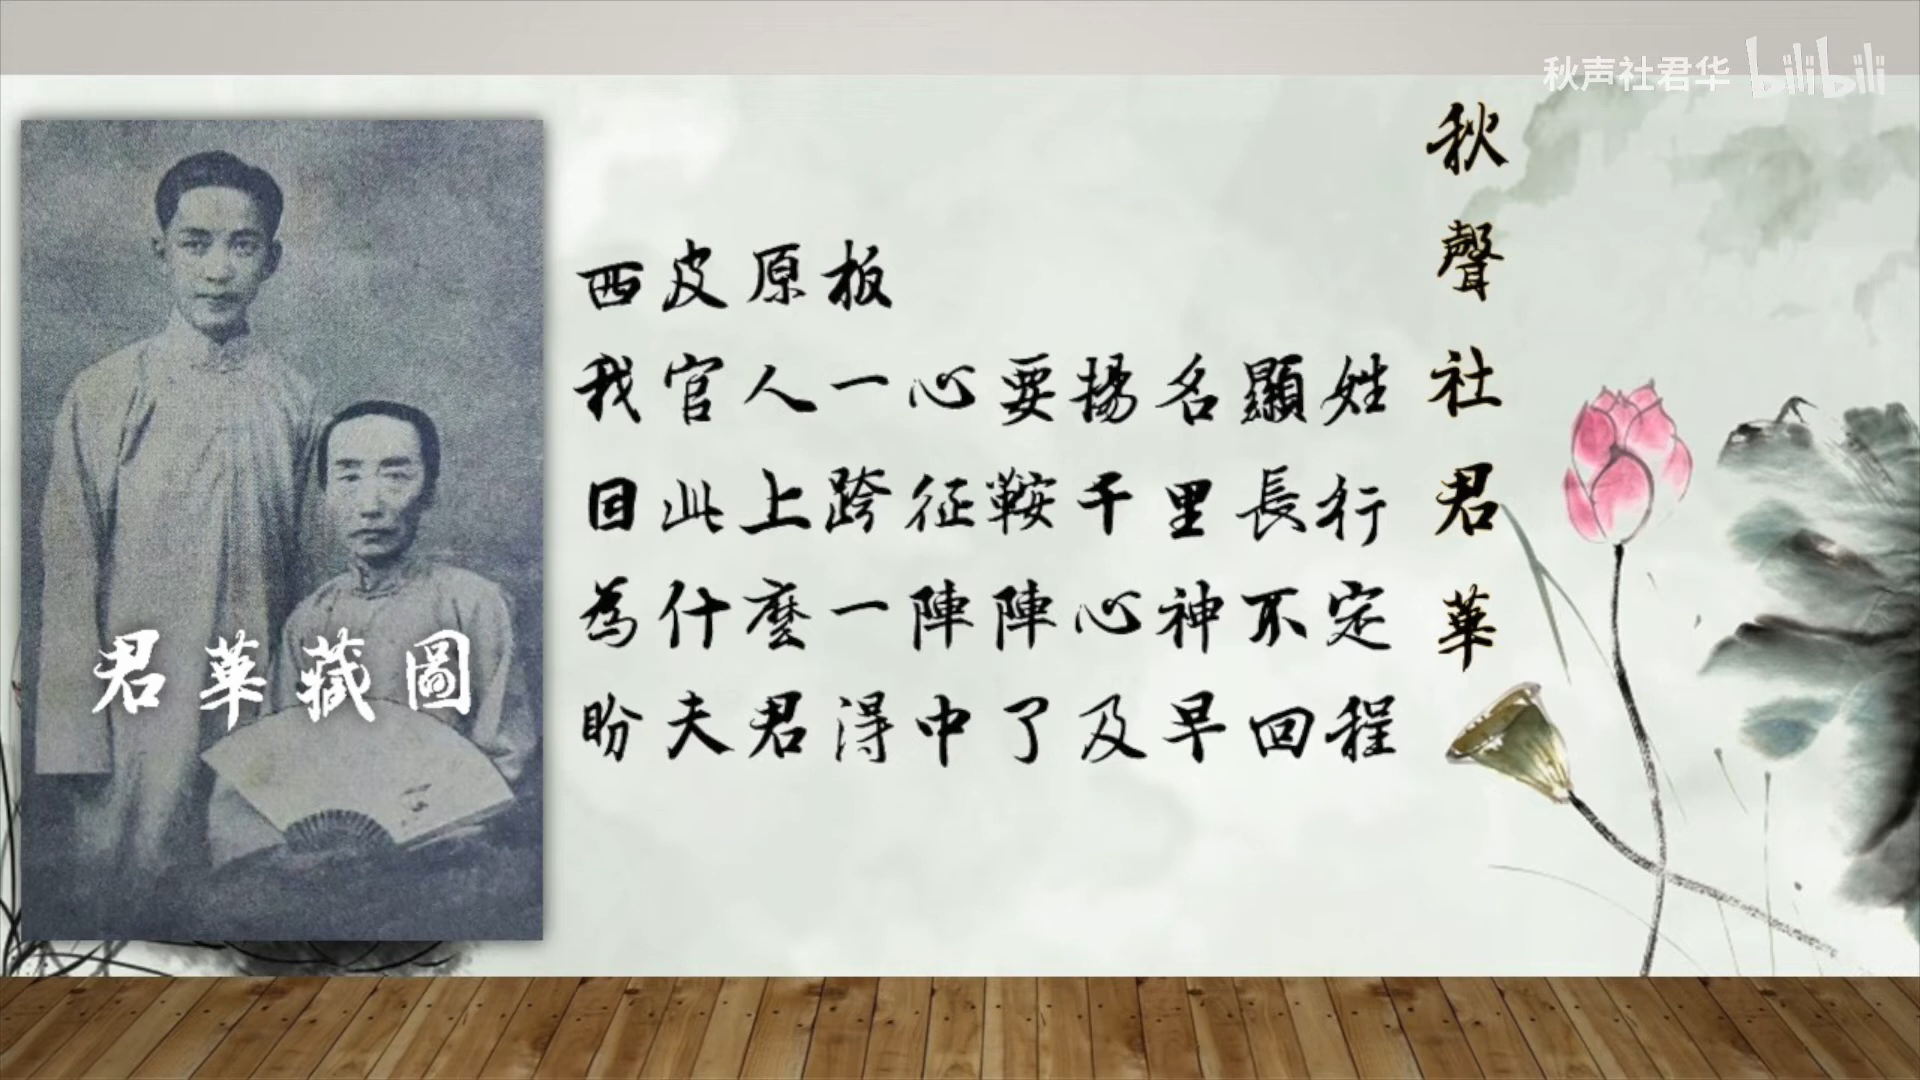 秋声社君华 bilibili
西皮原板
我官人一心要揚名顯姓
因此上跨征鞍千里長行
為什麼一陣陣心神不定
盼夫君得中了及早回程
秋聲社君華
君華藏圖